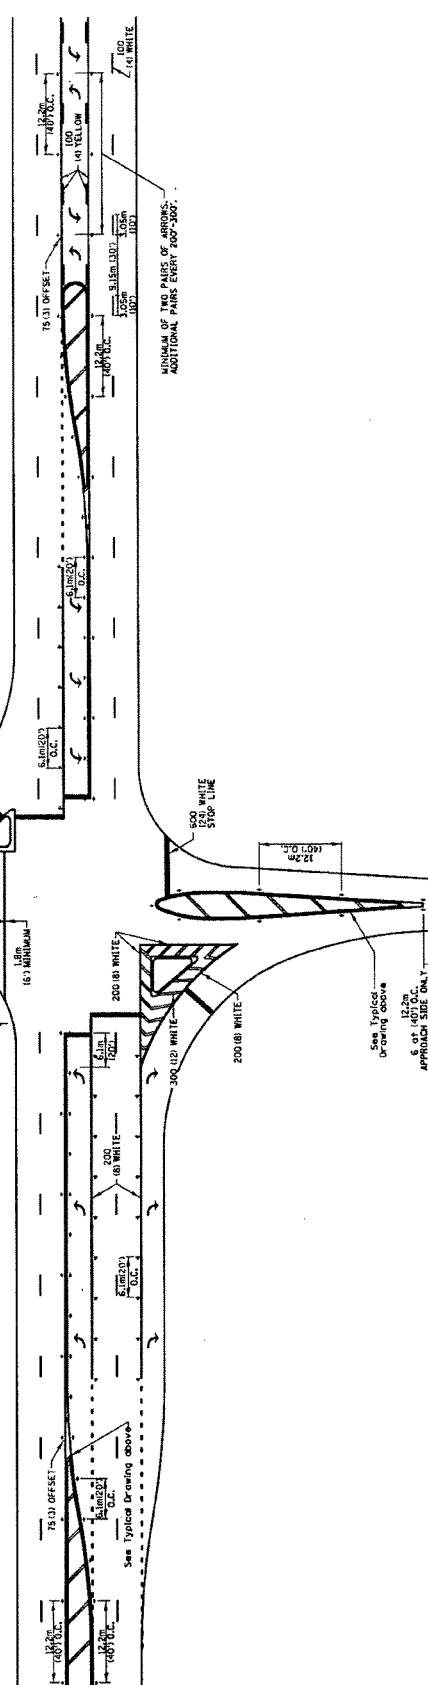 100
(4) WHITE
12.2m
(40') O.C.
100
(4) YELLOW
3.05m
(10')
9.15m (30')
3.05m
(10')
75 (3) OFFSET
12.2m
(40') O.C.
MINIMUM OF TWO PAIRS OF ARROWS.
ADDITIONAL PAIRS EVERY 200'-300'.
6.1m(20')
O.C.
6.1m(20')
O.C.
600
(24) WHITE
STOP LINE
12.2m
(40') O.C.
1.8m
(6') MINIMUM
200 (8) WHITE
See Typical
Drawing above
12.2m
6 at (40') O.C.
APPROACH SIDE ONLY
6.1m
(20')
300 (12) WHITE
200 (8) WHITE
200
(8) WHITE
6.1m(20')
O.C.
75 (3) OFFSET
See Typical Drawing above
6.1m(20')
O.C.
12.2m
(40') O.C.
12.2m
(40') O.C.